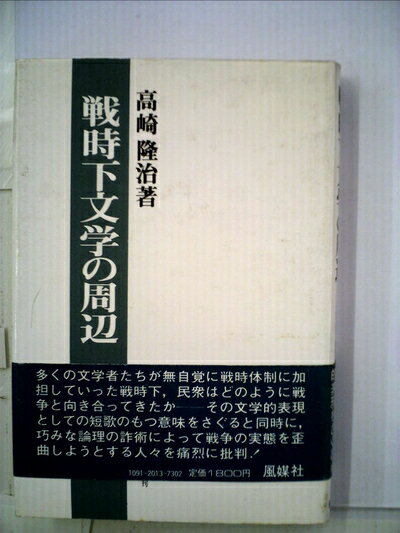 高崎隆治著
戦時下文学の周辺
多くの文学者たちが無自覚に戦時体制に加
担していった戦時下，民衆はどのように戦
争と向き合ってきたか——その文学的表現
としての短歌のもつ意味をさぐると同時に，
巧みな論理の詐術によって戦争の実態を歪
曲しようとする人々を痛烈に批判！
1091-2013-7302 定価1800円 風媒社
刊